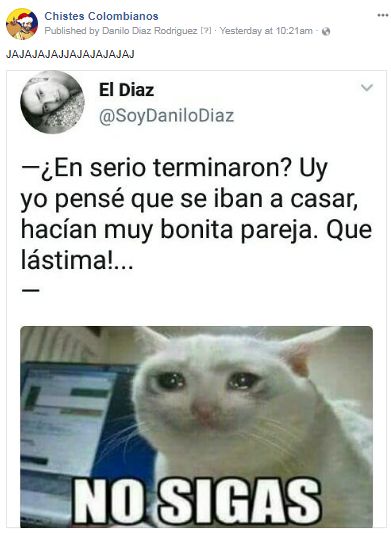 Chistes Colombianos
Published by Danilo Diaz Rodriguez [?] · Yesterday at 10:21am ·
JAJAJAJAJJAJAJAJAJAJ
El Diaz
@SoyDaniloDiaz
—¿En serio terminaron? Uy
yo pensé que se iban a casar,
hacían muy bonita pareja. Que
lástima!...
—
NO SIGAS